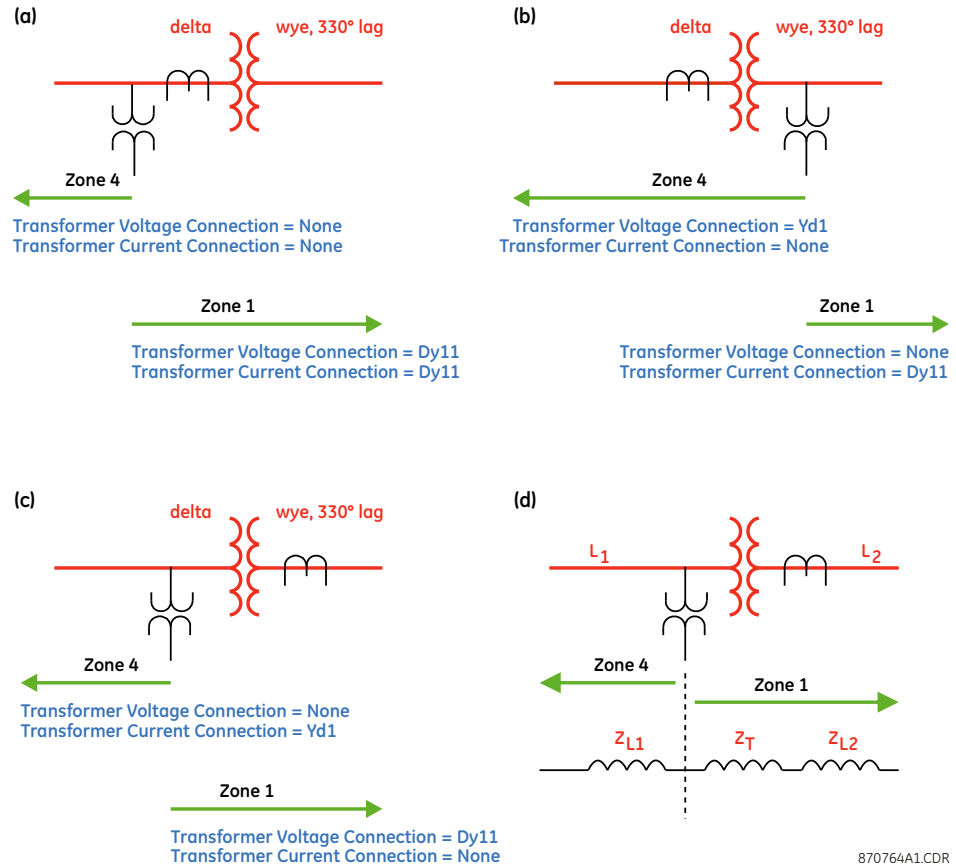 (a)
delta
wye, 330° lag
Zone 4
Transformer Voltage Connection = None
Transformer Current Connection = None
Zone 1
Transformer Voltage Connection = Dy11
Transformer Current Connection = Dy11
(b)
delta
wye, 330° lag
Zone 4
Transformer Voltage Connection = Yd1
Transformer Current Connection = None
Zone 1
Transformer Voltage Connection = None
Transformer Current Connection = Dy11
(c)
delta
wye, 330° lag
Zone 4
Transformer Voltage Connection = None
Transformer Current Connection = Yd1
Zone 1
Transformer Voltage Connection = Dy11
Transformer Current Connection = None
(d)
L1
L2
Zone 4
Zone 1
ZL1
ZT
ZL2
870764A1.CDR